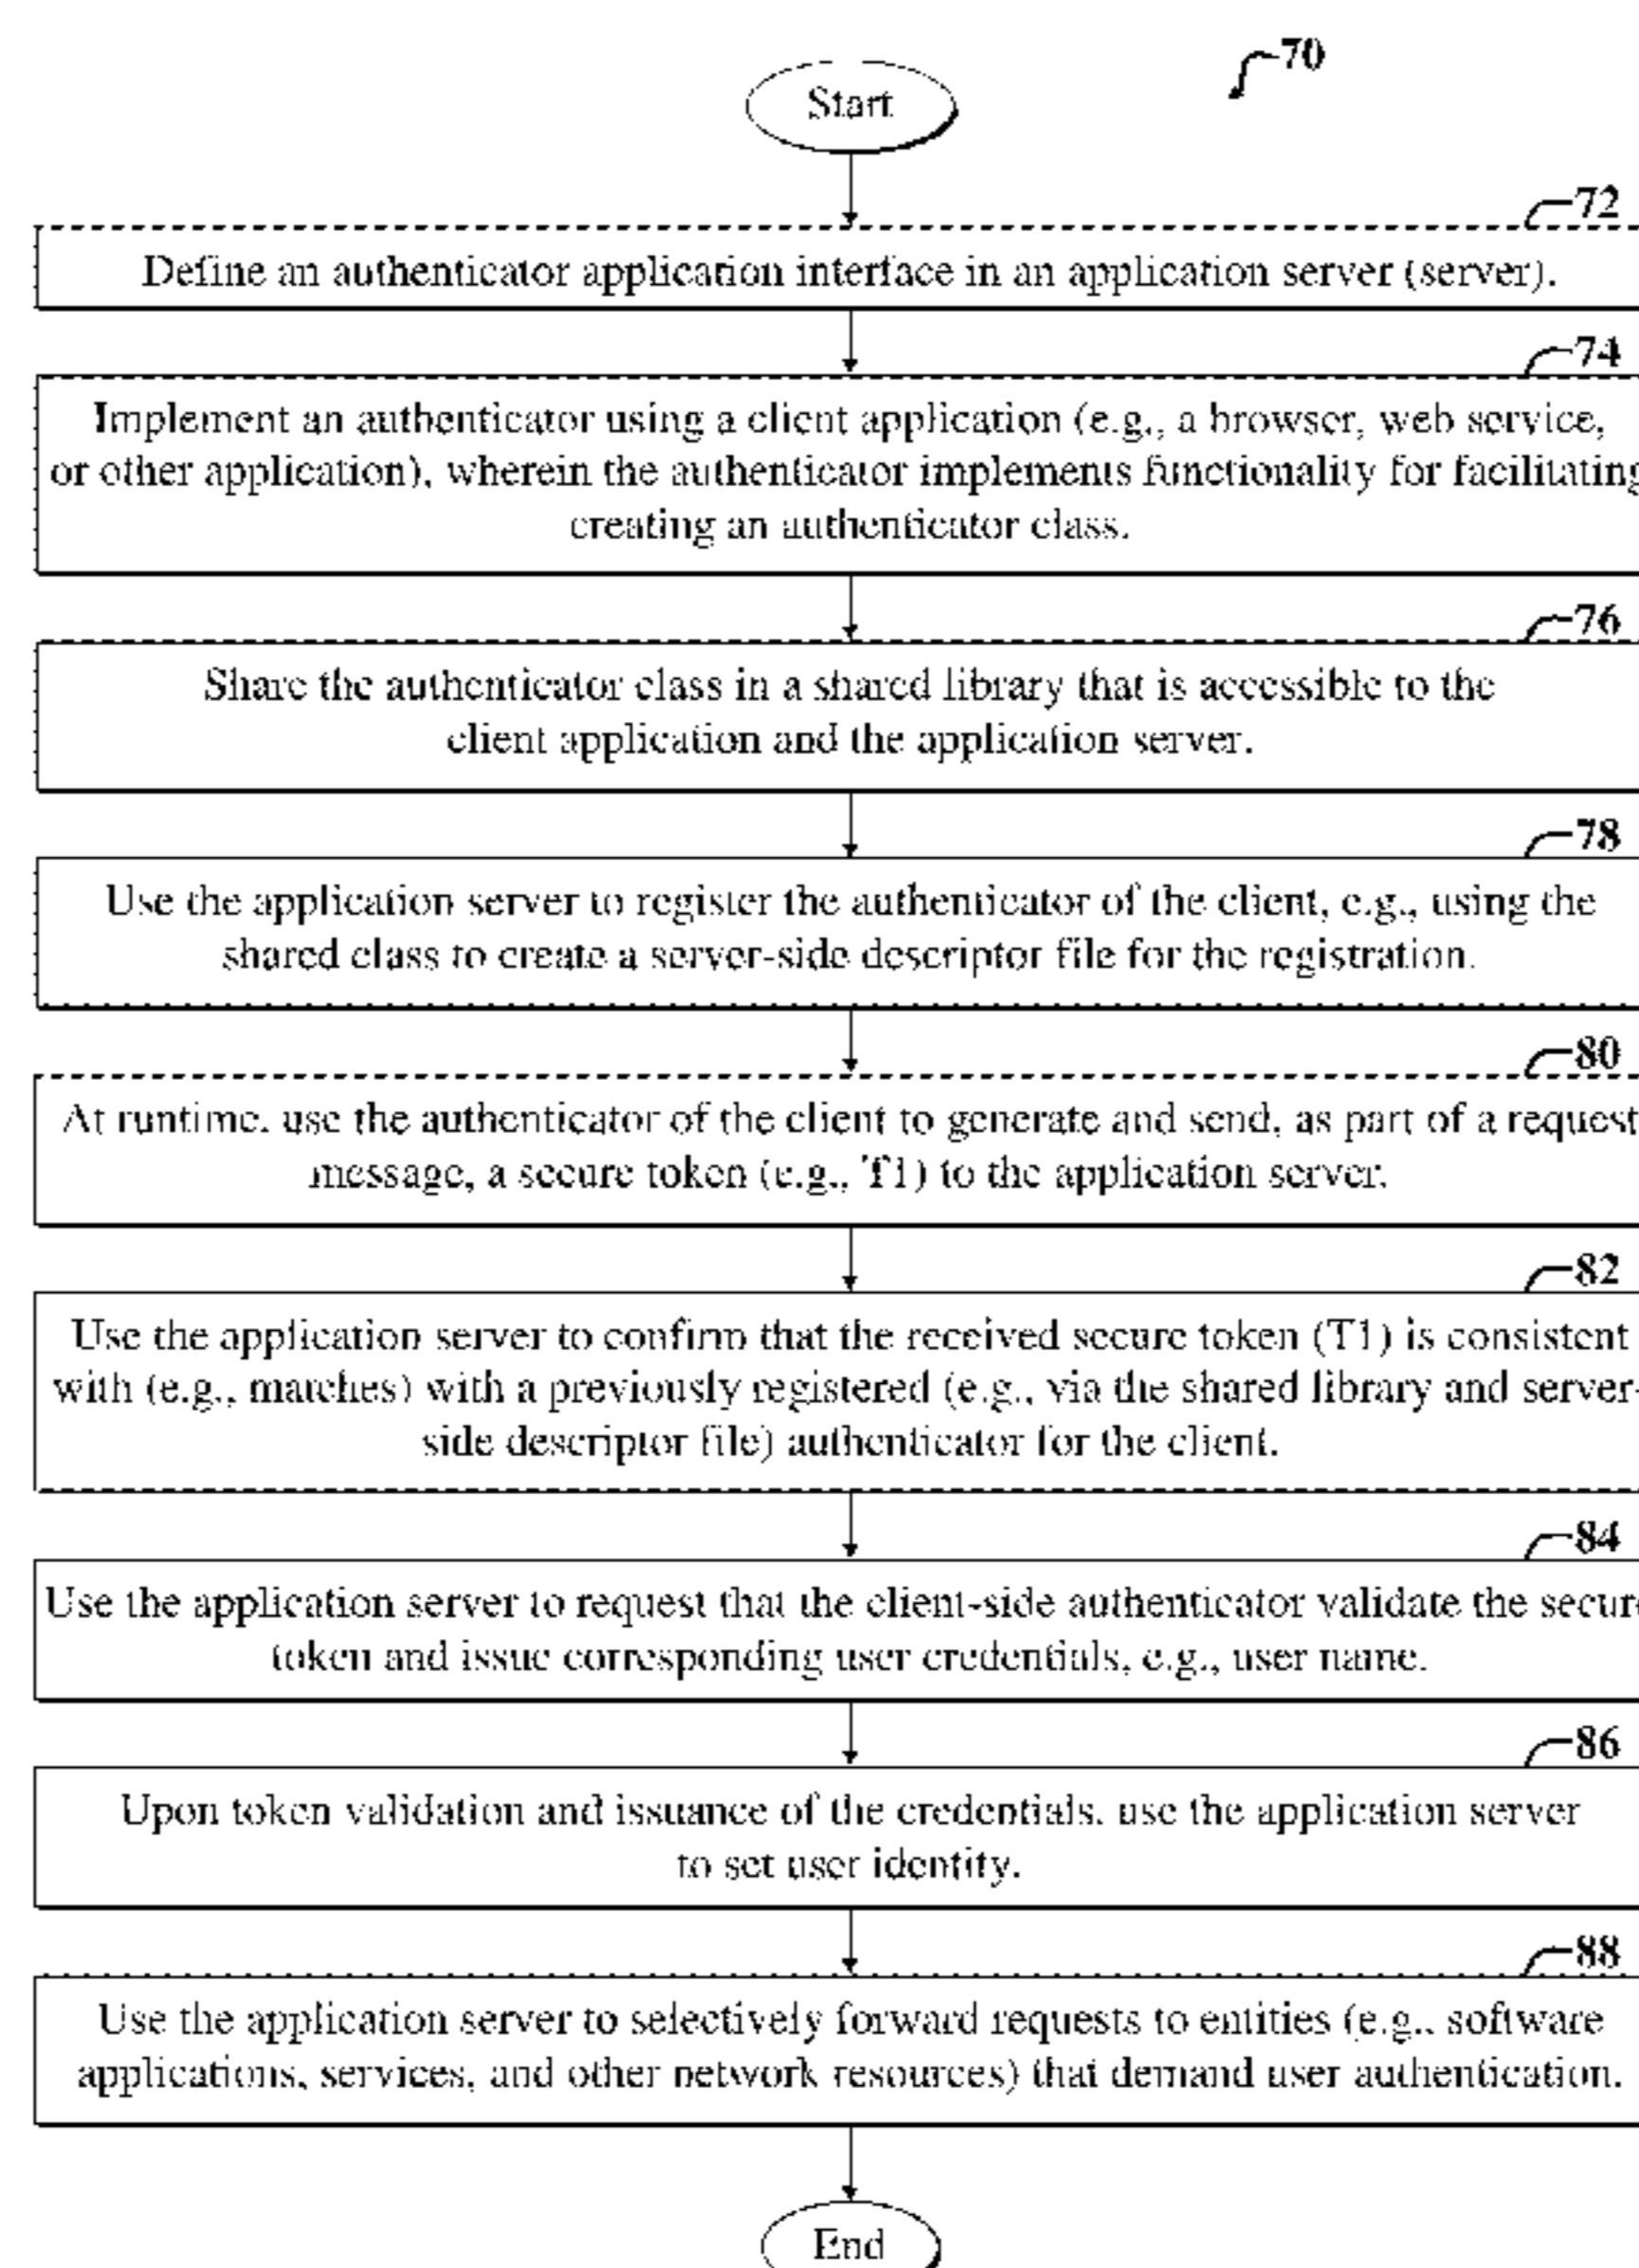 70
Start
72
Define an authenticator application interface in an application server (server).
74
Implement an authenticator using a client application (e.g., a browser, web service,
or other application), wherein the authenticator implements functionality for facilitating
creating an authenticator class.
76
Share the authenticator class in a shared library that is accessible to the
client application and the application server.
78
Use the application server to register the authenticator of the client, e.g., using the
shared class to create a server-side descriptor file for the registration.
80
At runtime, use the authenticator of the client to generate and send, as part of a request
message, a secure token (e.g., T1) to the application server.
82
Use the application server to confirm that the received secure token (T1) is consistent
with (e.g., matches) with a previously registered (e.g., via the shared library and server-
side descriptor file) authenticator for the client.
84
Use the application server to request that the client-side authenticator validate the secure
token and issue corresponding user credentials, e.g., user name.
86
Upon token validation and issuance of the credentials, use the application server
to set user identity.
88
Use the application server to selectively forward requests to entities (e.g., software
applications, services, and other network resources) that demand user authentication.
End